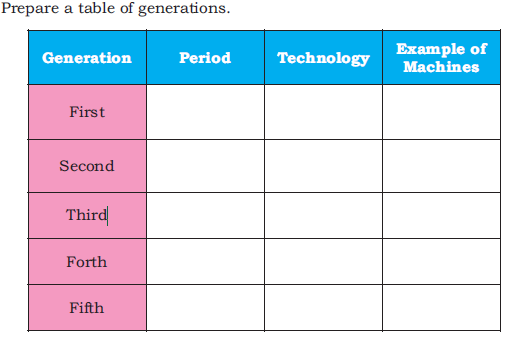 Prepare a table of generations.
Generation Period Technology Example of Machines
First
Second
Third
Forth
Fifth